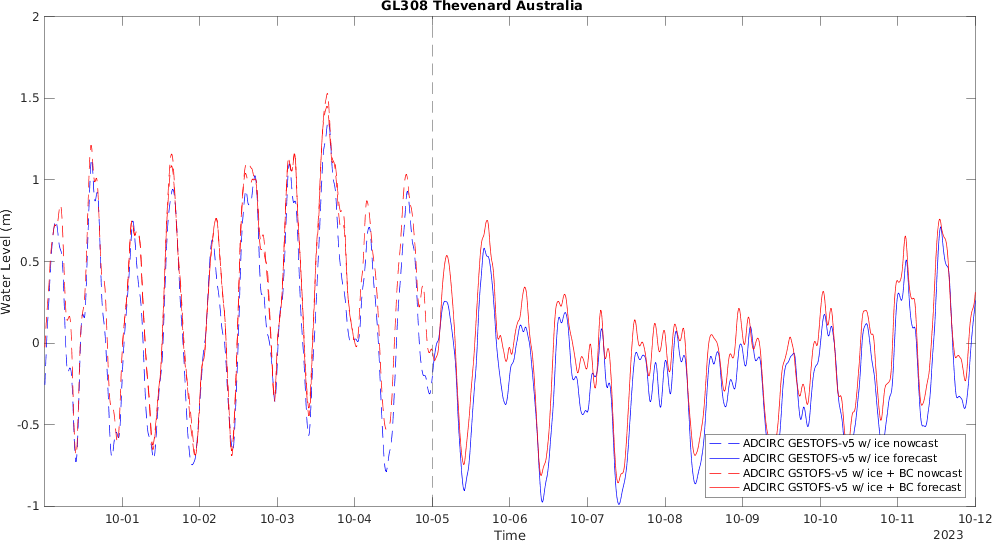 GL308 Thevenard Australia
2
1.5
1
0.5
0
-0.5
-1
Water Level (m)
10-01 10-02 10-03 10-04 10-05 10-06 10-07 10-08 10-09 10-10 10-11 10-12
Time
2023
ADCIRC GESTOFS-v5 w/ ice nowcast
ADCIRC GESTOFS-v5 w/ ice forecast
ADCIRC GSTOFS-v5 w/ ice + BC nowcast
ADCIRC GSTOFS-v5 w/ ice + BC forecast